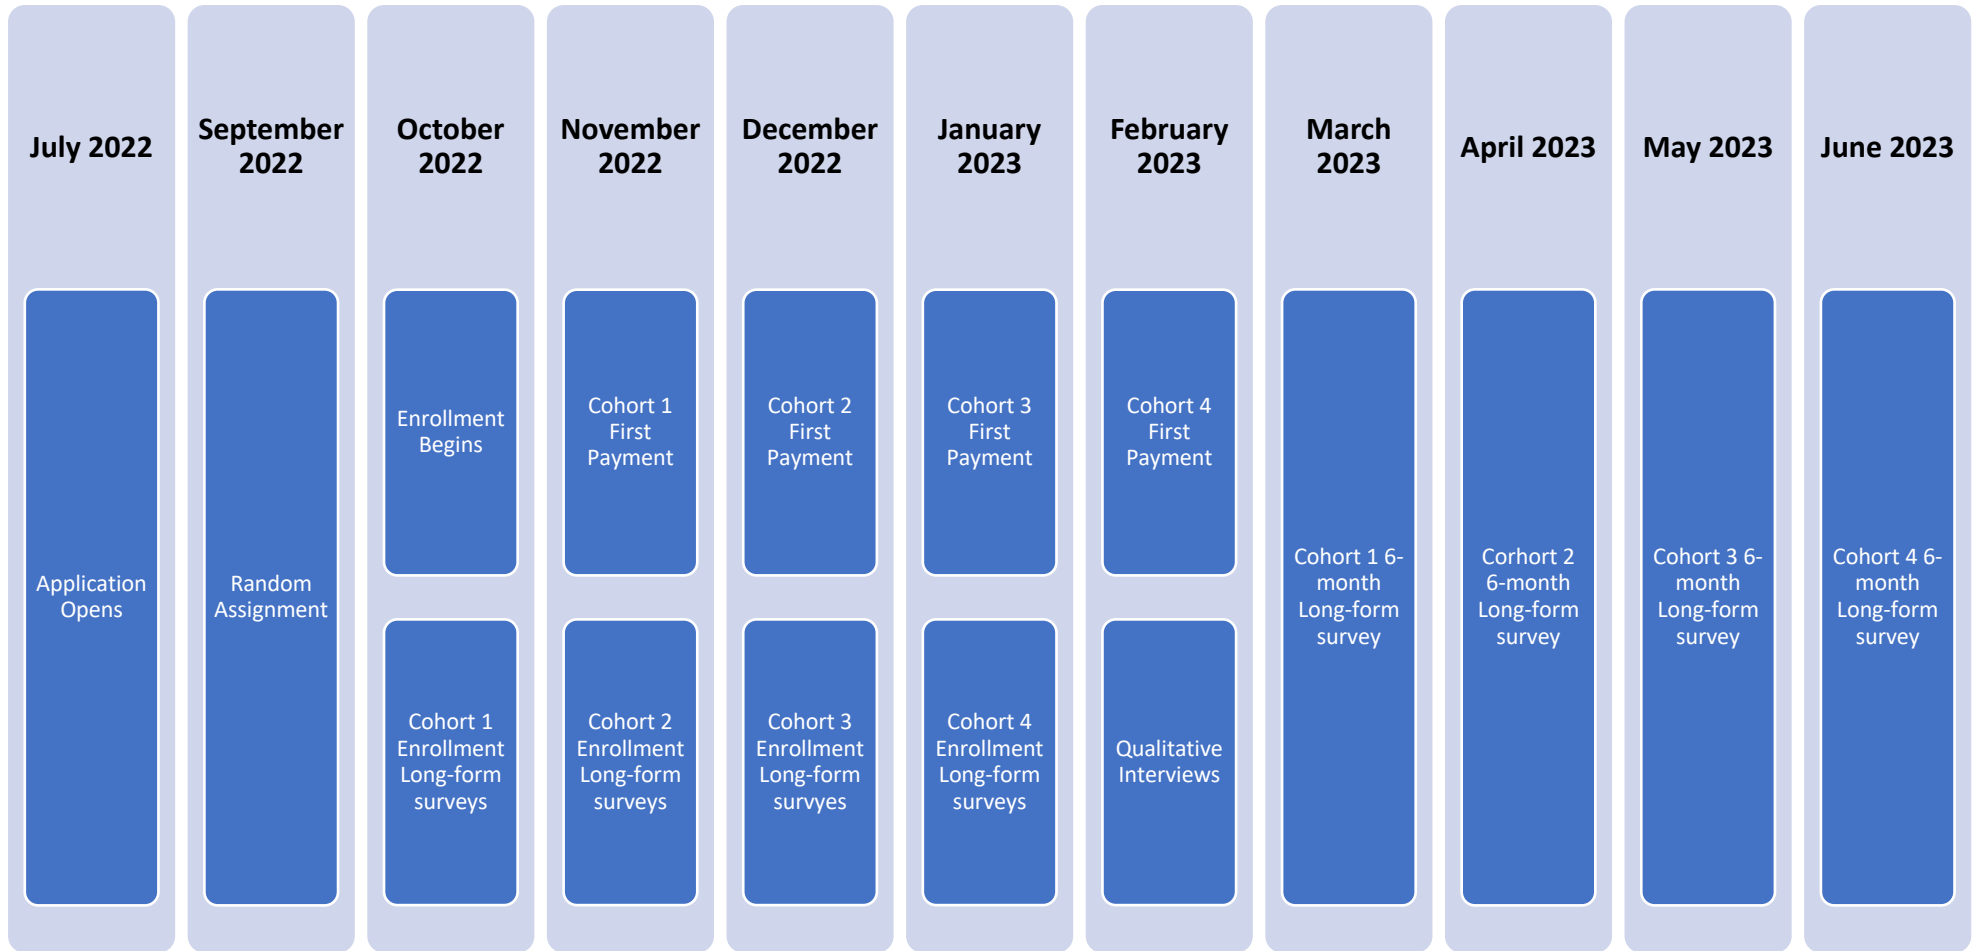 July 2022
Application
Opens
September
2022
Random
Assignment
October
2022
Enrollment
Begins
Cohort 1
Enrollment
Long-form
surveys
November
2022
Cohort 1
First
Payment
Cohort 2
Enrollment
Long-form
surveys
December
2022
Cohort 2
First
Payment
Cohort 3
Enrollment
Long-form
survyes
January
2023
Cohort 3
First
Payment
Cohort 4
Enrollment
Long-form
surveys
February
2023
Cohort 4
First
Payment
Qualitative
Interviews
March
2023
Cohort 1 6-
month
Long-form
survey
April 2023
Corhort 2
6-month
Long-form
survey
May 2023
Cohort 3 6-
month
Long-form
survey
June 2023
Cohort 4 6-
month
Long-form
survey